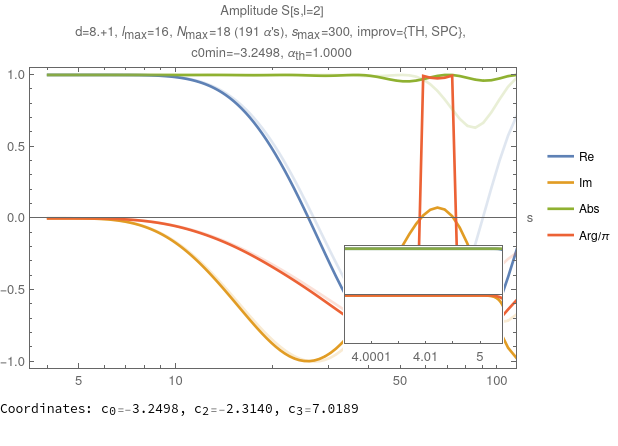 Amplitude S[s,l=2]
d=8.+1, lmax=16, Nmax=18 (191 α's), smax=300, improv={TH, SPC},
c0min=−3.2498, αth=1.0000
1.0
0.5
0.0
−0.5
−1.0
s
Re
Im
Abs
Arg/π
4.0001 4.01 5
5 10 50 100
Coordinates: c0=-3.2498, c2=-2.3140, c3=7.0189